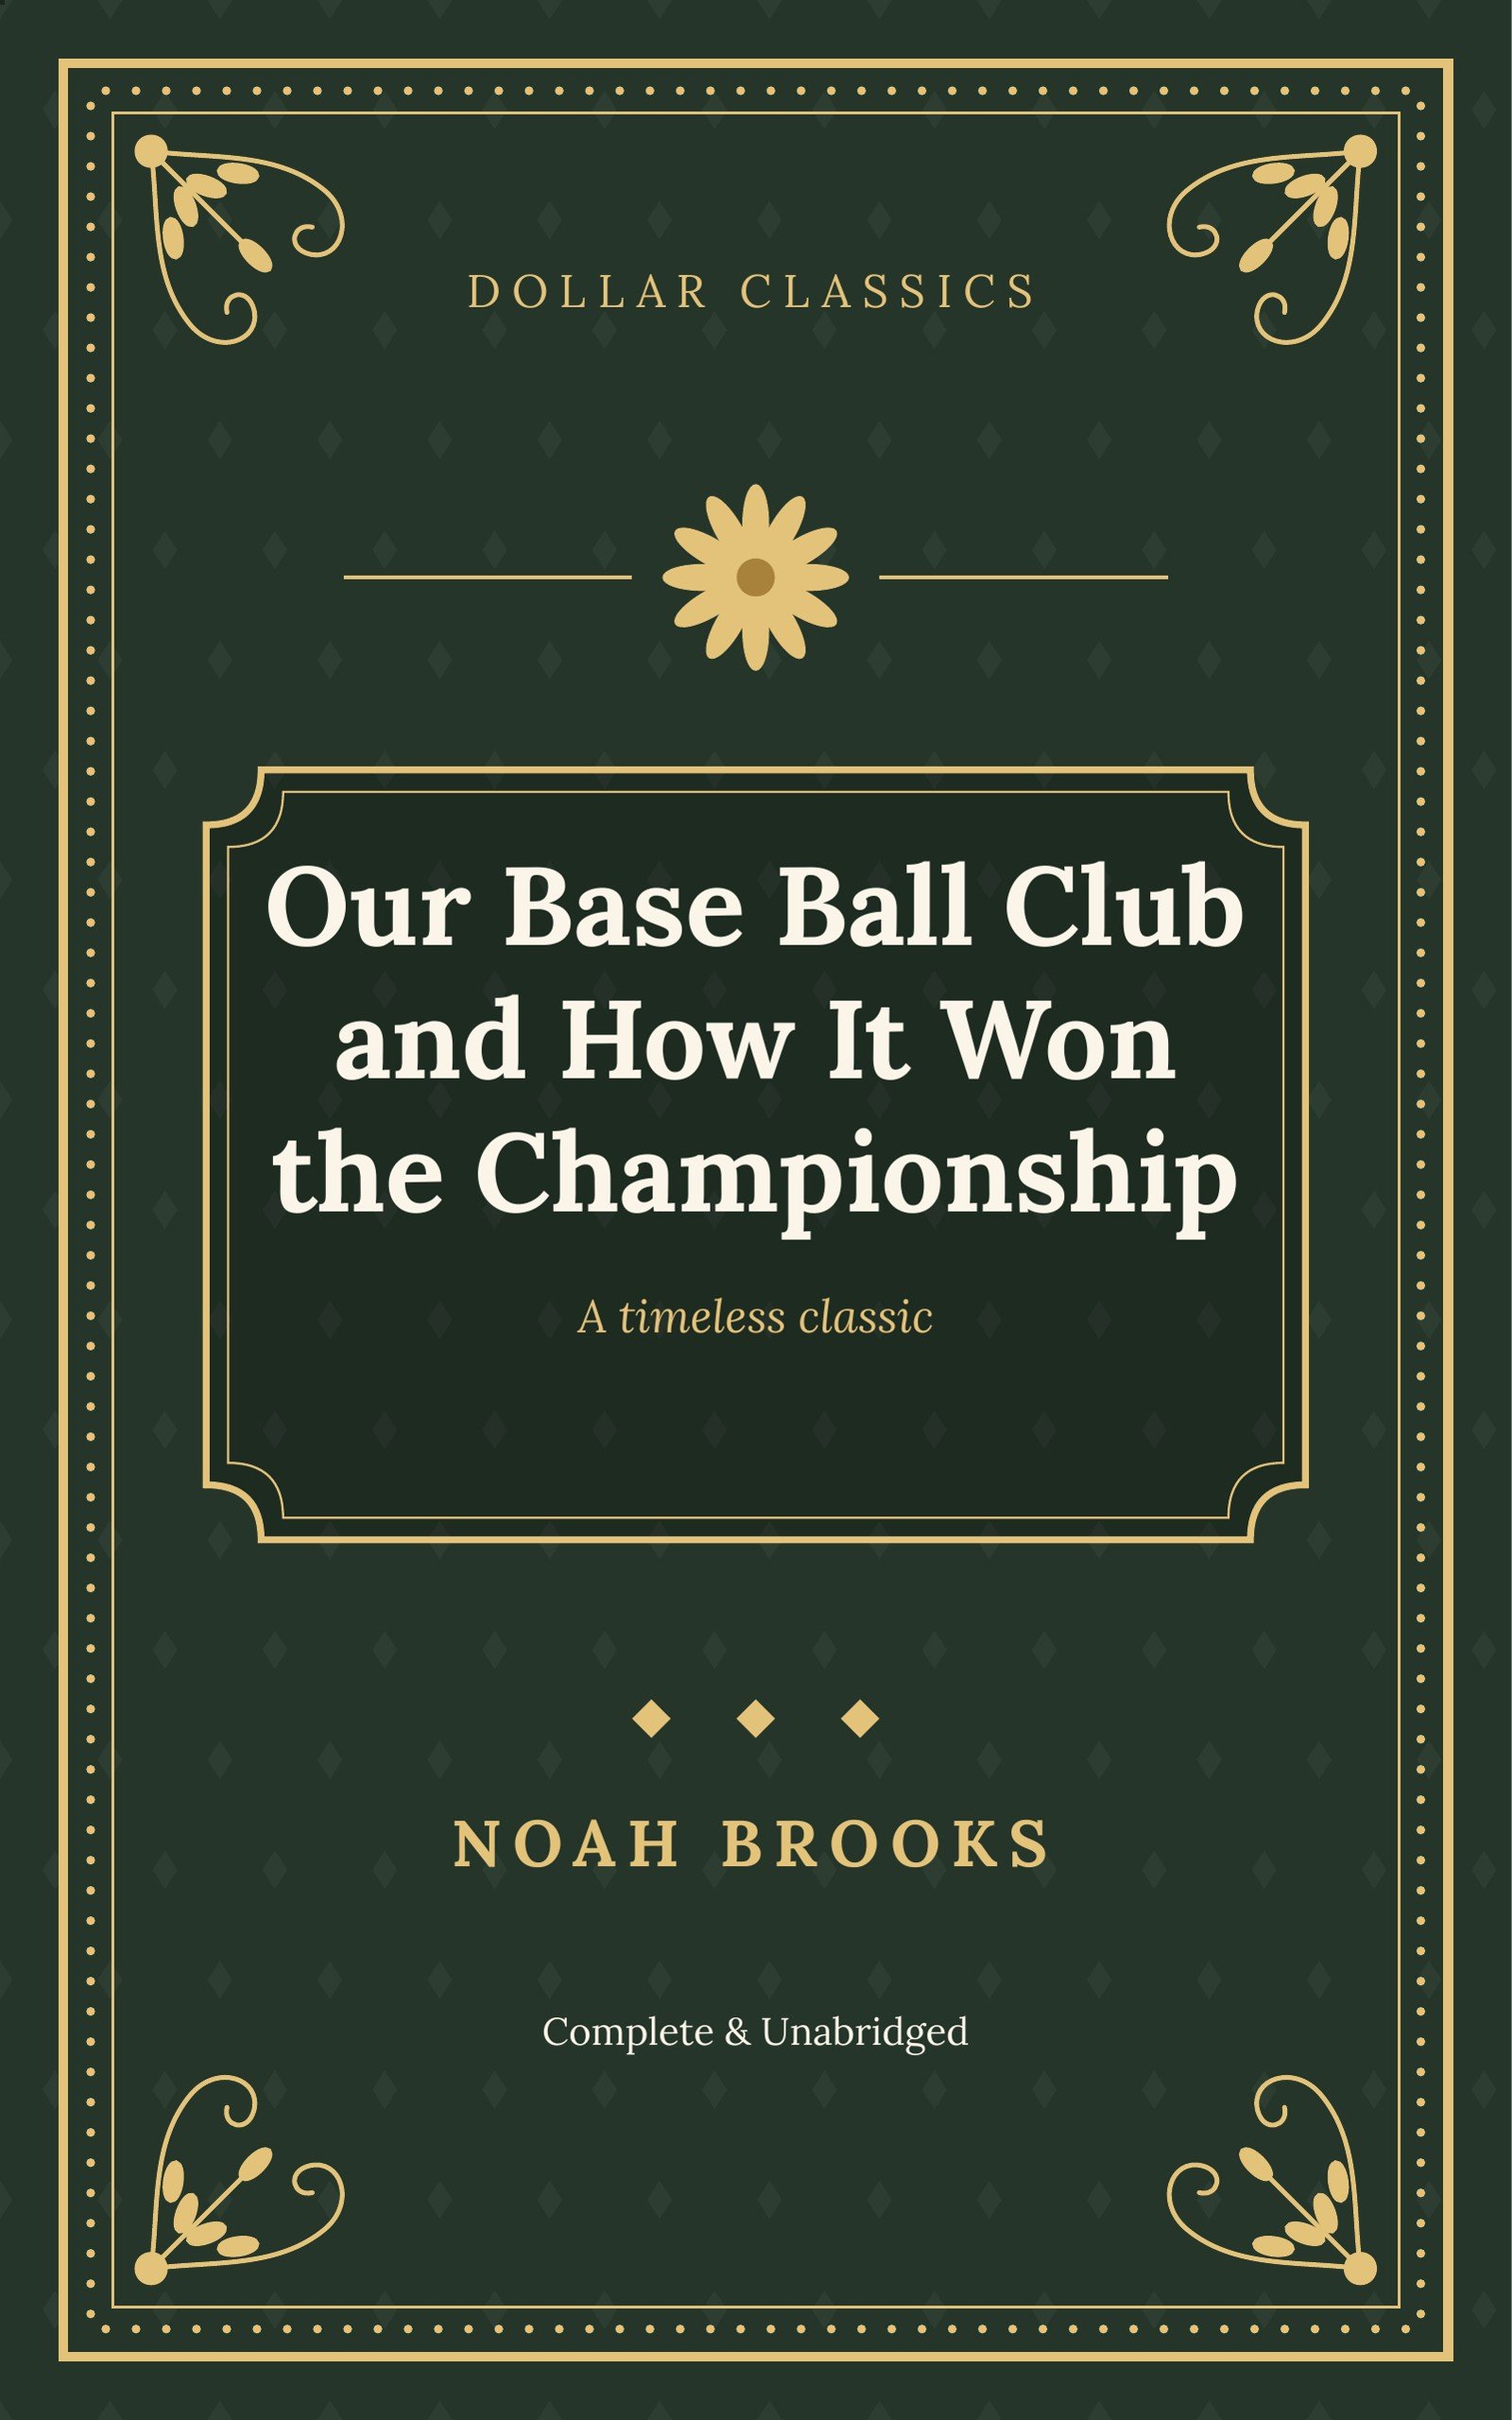 DOLLAR CLASSICS
Our Base Ball Club
and How It Won
the Championship
A timeless classic
NOAH BROOKS
Complete & Unabridged